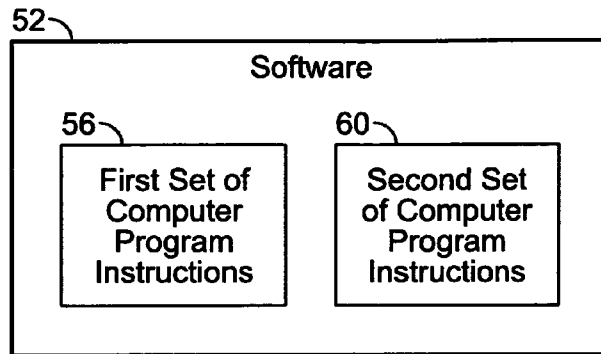 52
Software
56
First Set of
Computer
Program
Instructions
60
Second Set
of Computer
Program
Instructions